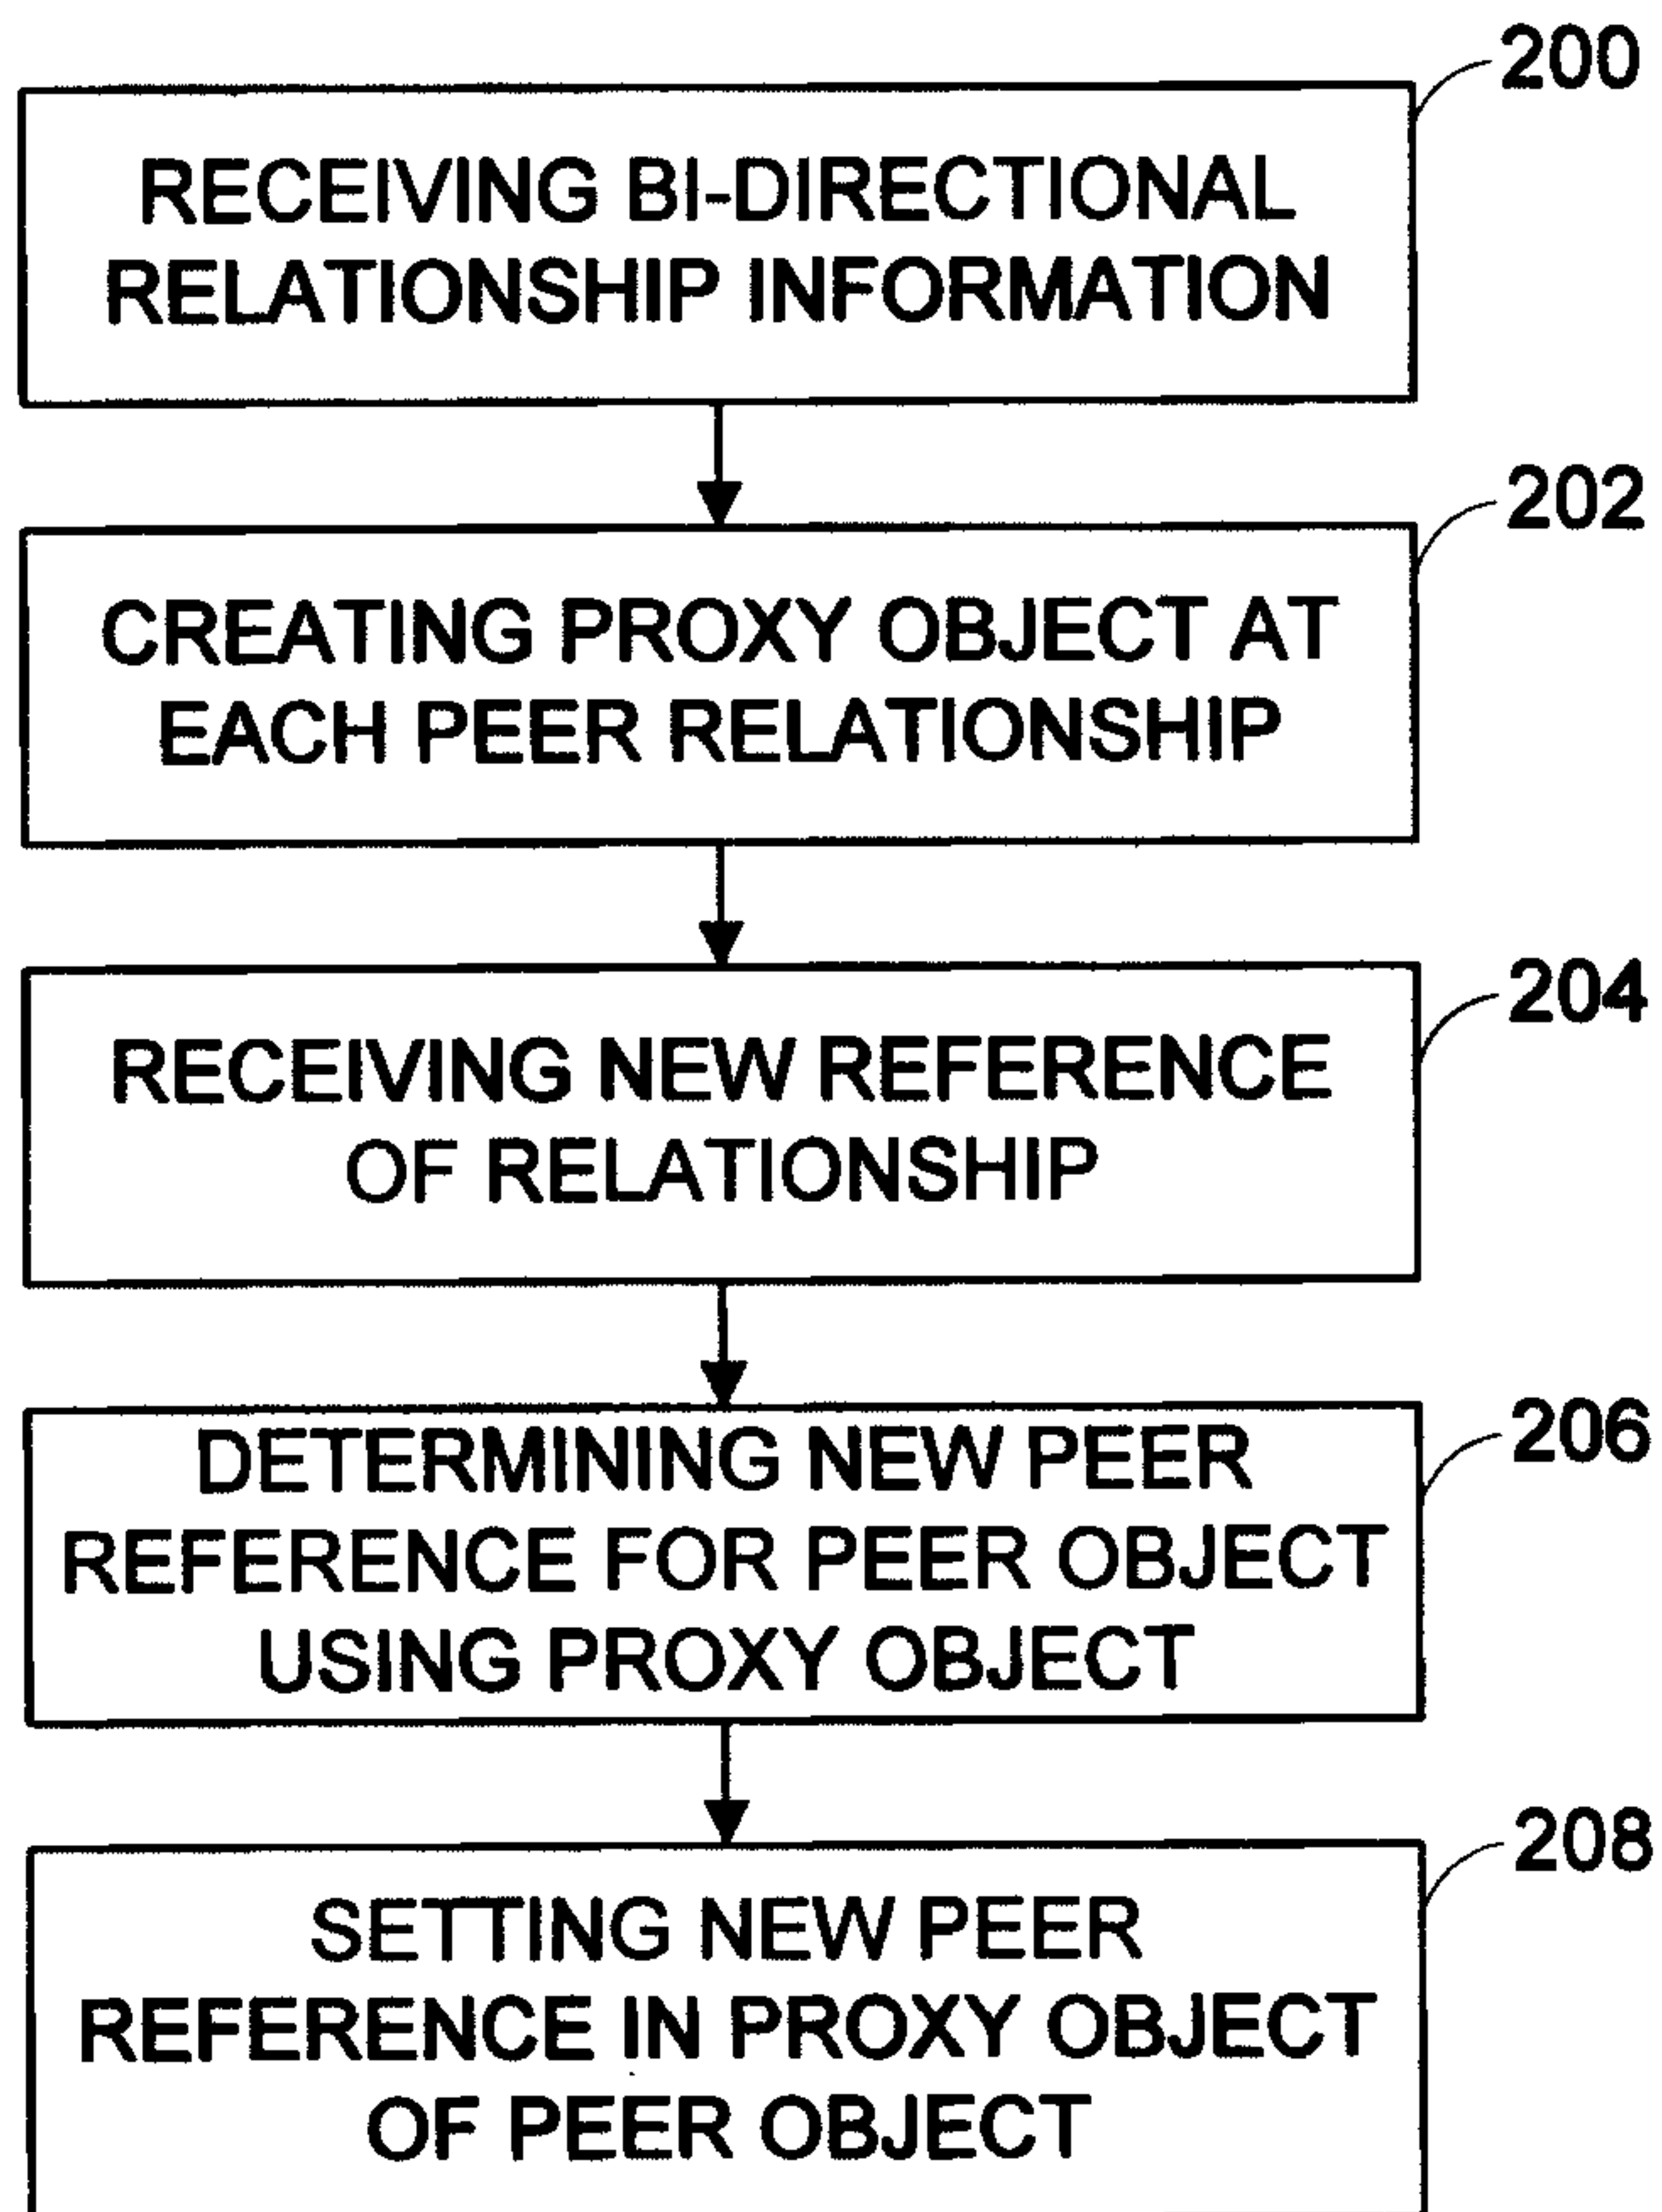 200
RECEIVING BI-DIRECTIONAL
RELATIONSHIP INFORMATION
202
CREATING PROXY OBJECT AT
EACH PEER RELATIONSHIP
204
RECEIVING NEW REFERENCE
OF RELATIONSHIP
206
DETERMINING NEW PEER
REFERENCE FOR PEER OBJECT
USING PROXY OBJECT
208
SETTING NEW PEER
REFERENCE IN PROXY OBJECT
OF PEER OBJECT